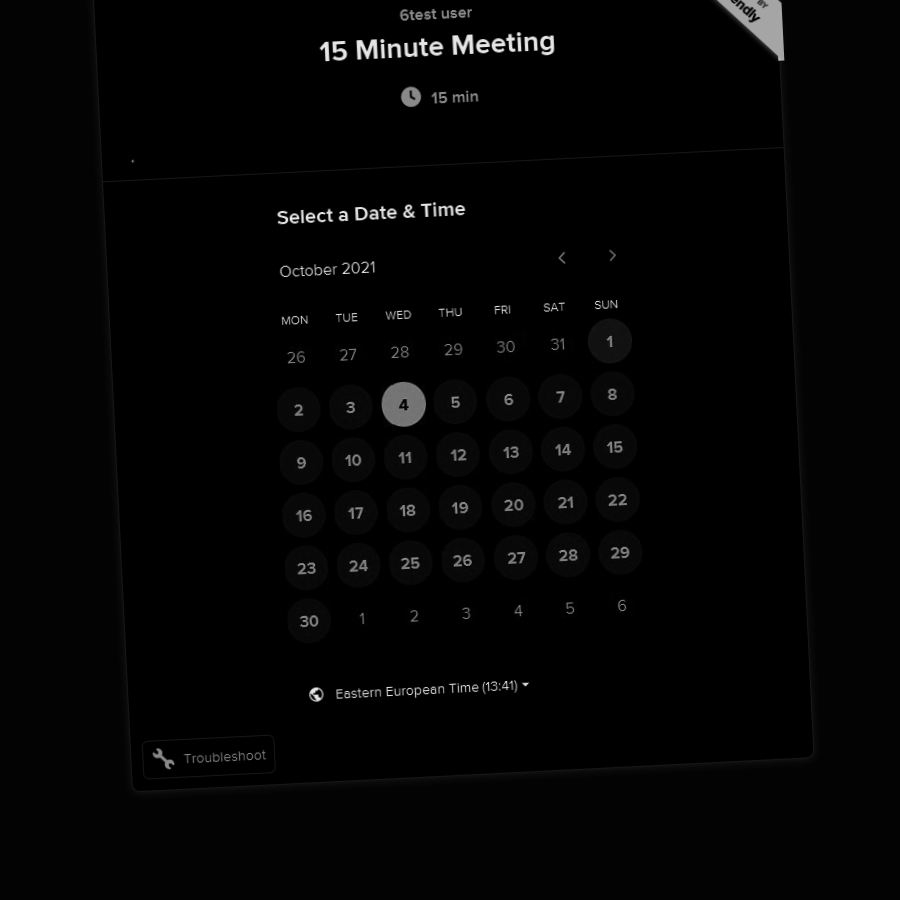 BY
endly
6test user
15 Minute Meeting
15 min
Select a Date & Time
October 2021
MON TUE WED THU FRI SAT SUN
26 27 28 29 30 31 1
2 3 4 5 6 7 8
9 10 11 12 13 14 15
16 17 18 19 20 21 22
23 24 25 26 27 28 29
30 1 2 3 4 5 6
Eastern European Time (13:41)
Troubleshoot